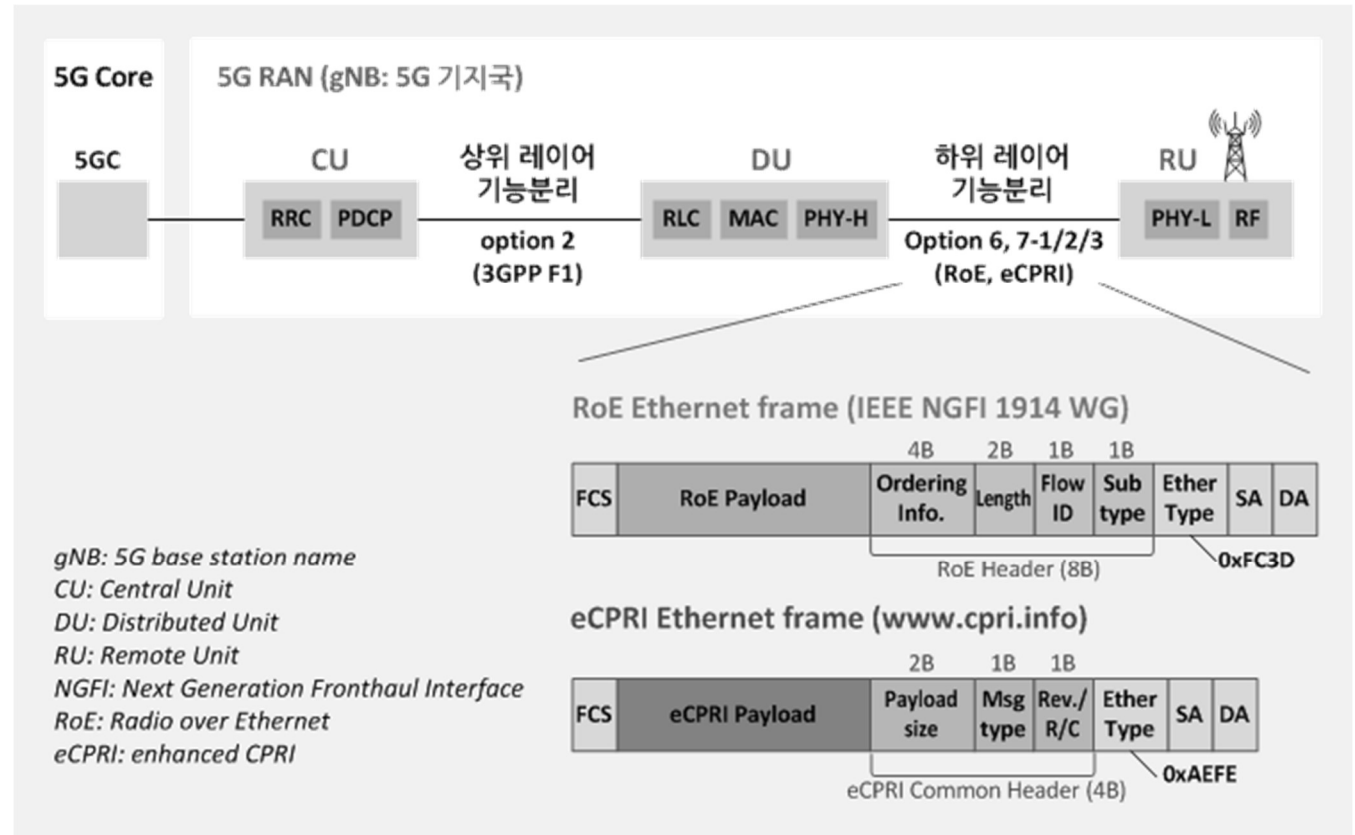 5G Core
5G RAN (gNB: 5G 기지국)
5GC
CU
상위 레이어
기능분리
DU
하위 레이어
기능분리
RU
RRC PDCP
option 2
(3GPP F1)
RLC MAC PHY-H
Option 6, 7-1/2/3
(RoE, eCPRI)
PHY-L RF
RoE Ethernet frame (IEEE NGFI 1914 WG)
4B 2B 1B 1B
FCS
RoE Payload
Ordering
Info.
Length
Flow
ID
Sub
type
Ether
Type
SA
DA
RoE Header (8B)
0xFC3D
gNB: 5G base station name
CU: Central Unit
DU: Distributed Unit
RU: Remote Unit
NGFI: Next Generation Fronthaul Interface
RoE: Radio over Ethernet
eCPRI: enhanced CPRI
eCPRI Ethernet frame (www.cpri.info)
2B 1B 1B
FCS
eCPRI Payload
Payload
size
Msg
type
Rev./
R/C
Ether
Type
SA
DA
0xAEFE
eCPRI Common Header (4B)